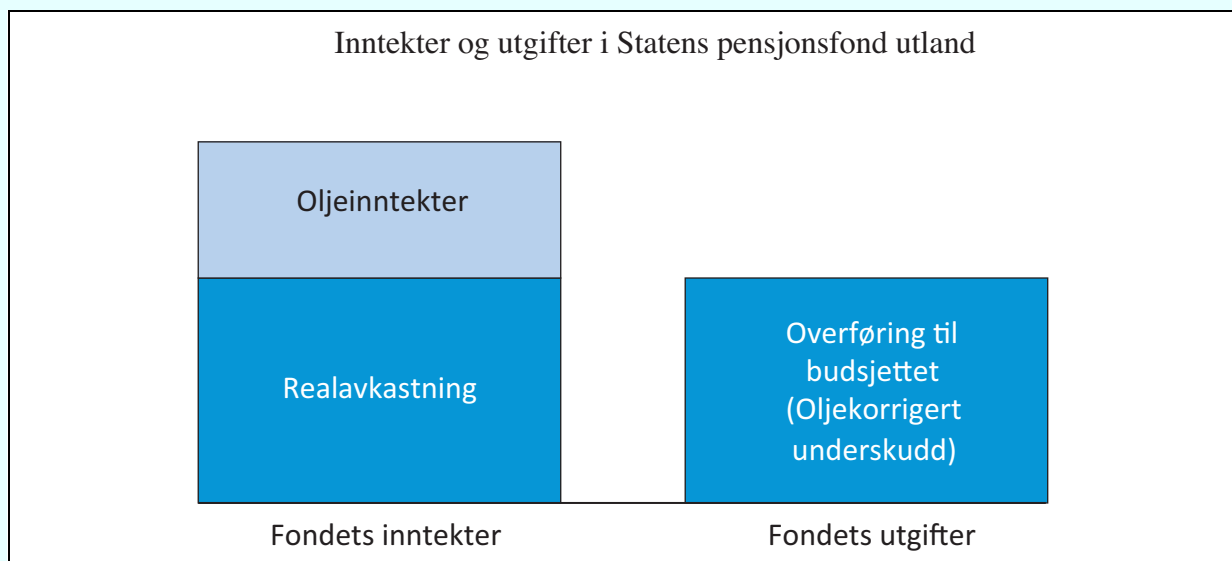 Inntekter og utgifter i Statens pensjonsfond utland
Oljeinntekter
Realavkastning
Overføring til
budsjettet
(Oljekorrigert
underskudd)
Fondets inntekter
Fondets utgifter